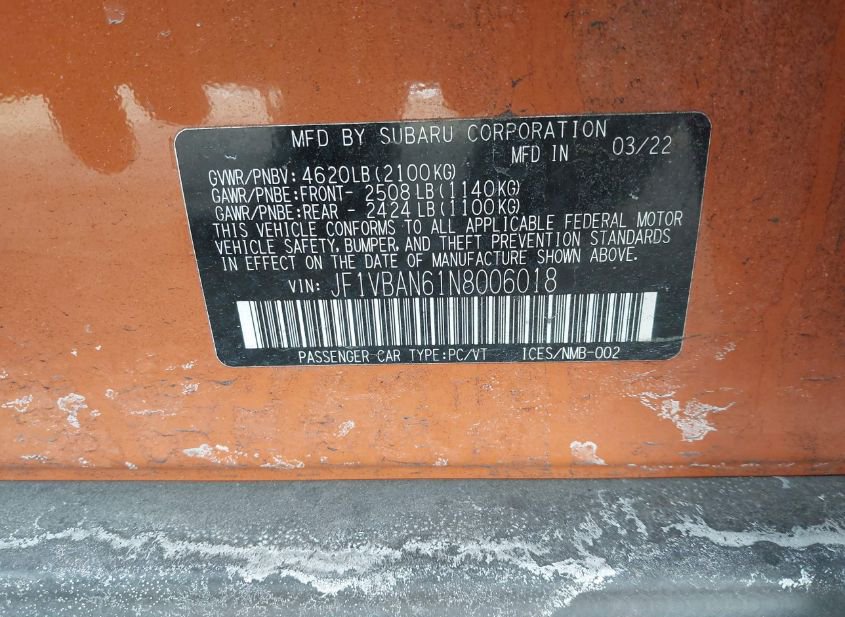 MFD BY SUBARU CORPORATION
MFD IN 03/22
GVWR/PNBV: 4620LB(2100KG)
GAWR/PNBE:FRONT- 2508 LB(1140KG)
GAWR/PNBE:REAR - 2424 LB(1100KG)
THIS VEHICLE CONFORMS TO ALL APPLICABLE FEDERAL MOTOR
VEHICLE SAFETY, BUMPER, AND THEFT PREVENTION STANDARDS
IN EFFECT ON THE DATE OF MANUFACTURE SHOWN ABOVE.
VIN: JF1VBAN61N8006018
PASSENGER CAR TYPE:PC/VT ICES/NMB-002